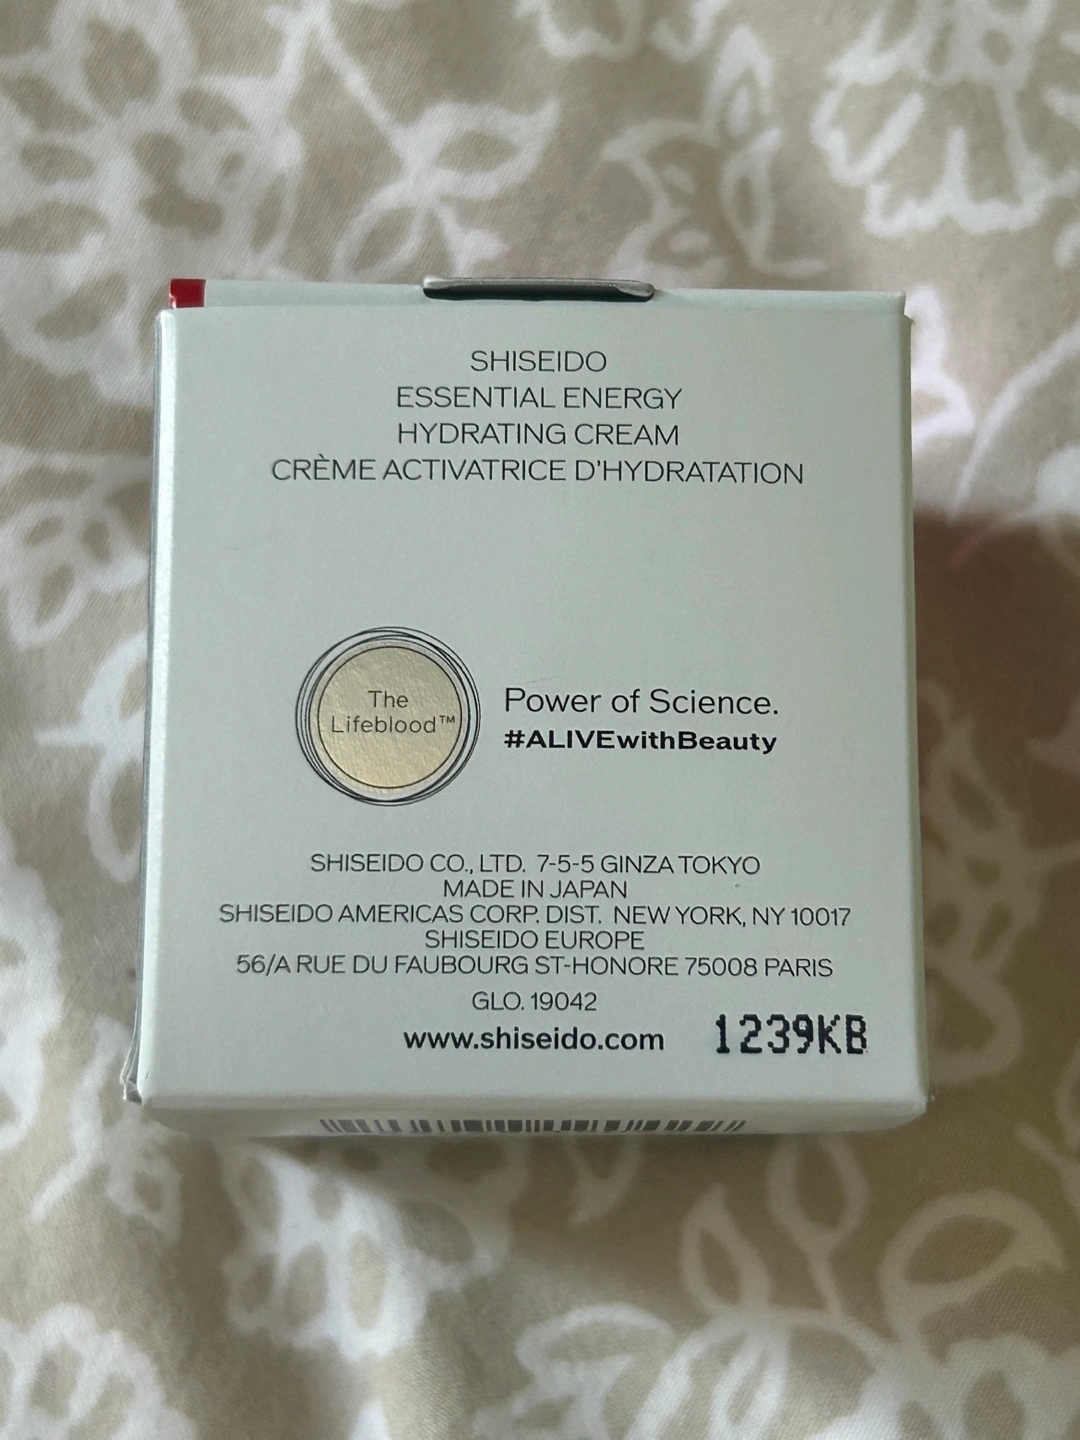 SHISEIDO
ESSENTIAL ENERGY
HYDRATING CREAM
CRÈME ACTIVATRICE D'HYDRATATION
The
Lifeblood™
Power of Science.
#ALIVEwithBeauty
SHISEIDO CO., LTD. 7-5-5 GINZA TOKYO
MADE IN JAPAN
SHISEIDO AMERICAS CORP. DIST. NEW YORK, NY 10017
SHISEIDO EUROPE
56/A RUE DU FAUBOURG ST-HONORE 75008 PARIS
GLO. 19042
www.shiseido.com
1239KB